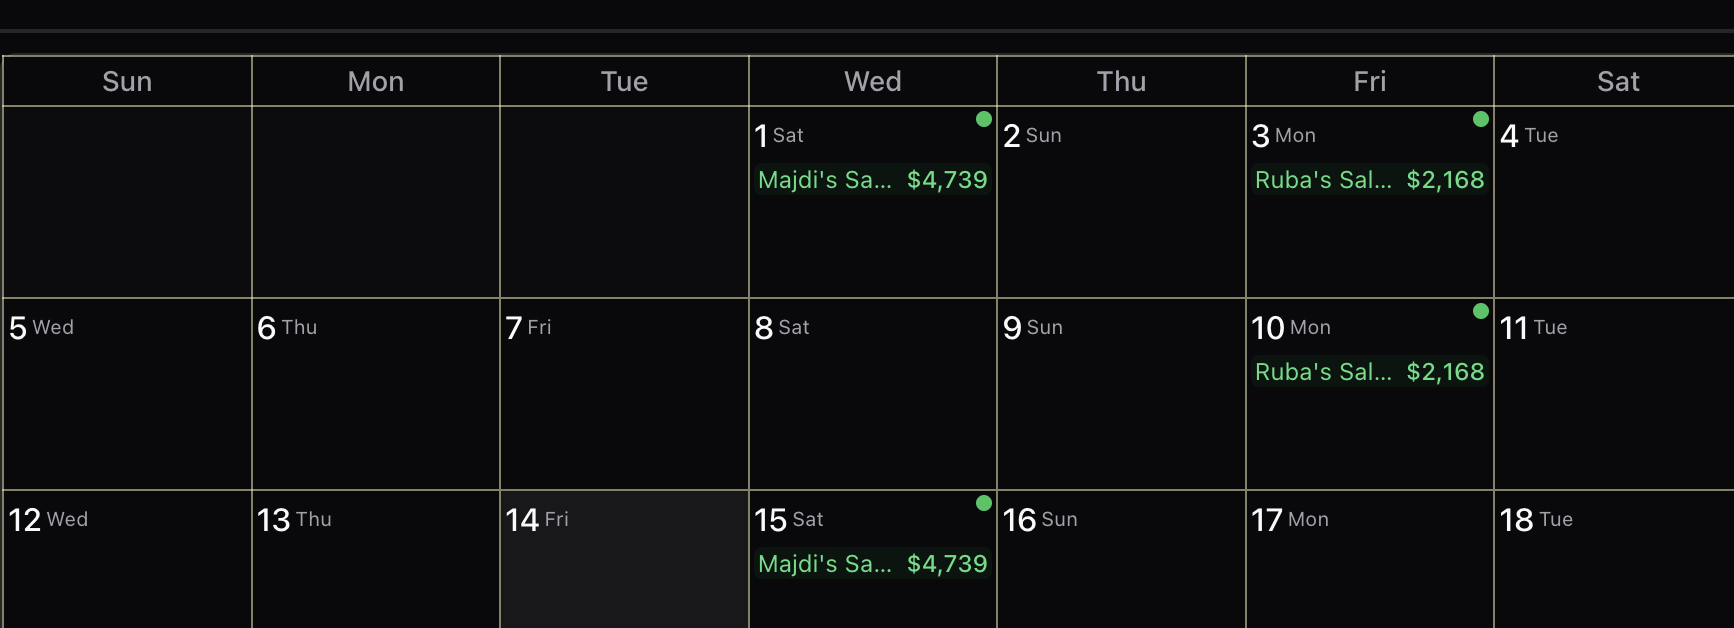 Sun Mon Tue Wed Thu Fri Sat
1 Sat 2 Sun 3 Mon 4 Tue
Majdi's Sa... $4,739 Ruba's Sal... $2,168
5 Wed 6 Thu 7 Fri 8 Sat 9 Sun 10 Mon 11 Tue
Ruba's Sal... $2,168
12 Wed 13 Thu 14 Fri 15 Sat 16 Sun 17 Mon 18 Tue
Majdi's Sa... $4,739